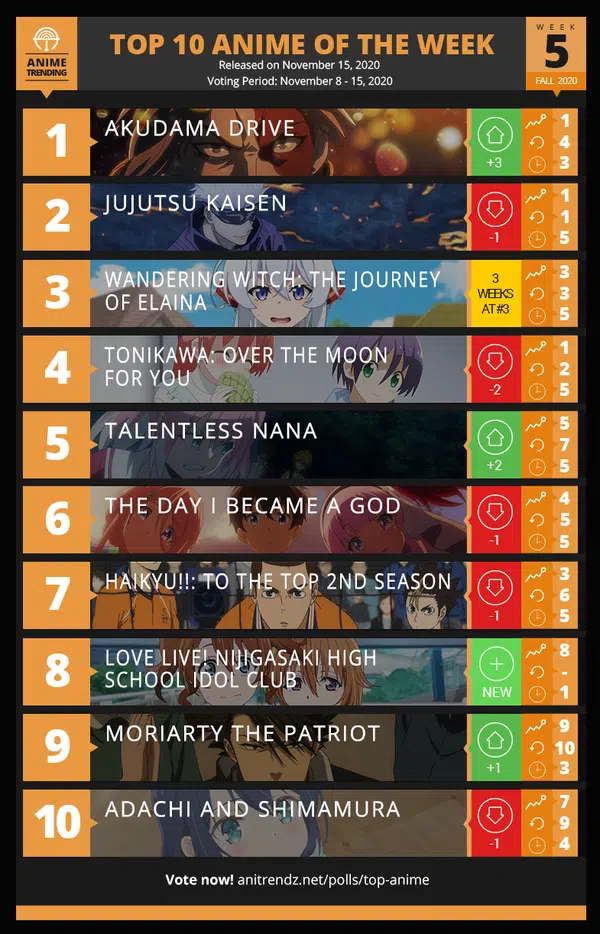 ANIME
TRENDING
TOP 10 ANIME OF THE WEEK
Released on November 15, 2020
Voting Period: November 8 - 15, 2020
WEEK
5
FALL 2020
1
AKUDAMA DRIVE
+3
1
4
3
2
JUJUTSU KAISEN
-1
1
1
5
3
WANDERING WITCH: THE JOURNEY
OF ELAINA
3
WEEKS
AT #3
3
3
5
4
TONIKAWA: OVER THE MOON
FOR YOU
-2
1
2
5
5
TALENTLESS NANA
+2
5
7
5
6
THE DAY I BECAME A GOD
-1
4
5
5
7
HAIKYU!!: TO THE TOP 2ND SEASON
-1
3
6
5
8
LOVE LIVE! NIJIGASAKI HIGH
SCHOOL IDOL CLUB
NEW
8
-
1
9
MORIARTY THE PATRIOT
+1
9
10
3
10
ADACHI AND SHIMAMURA
-1
7
9
4
Vote now! anitrendz.net/polls/top-anime